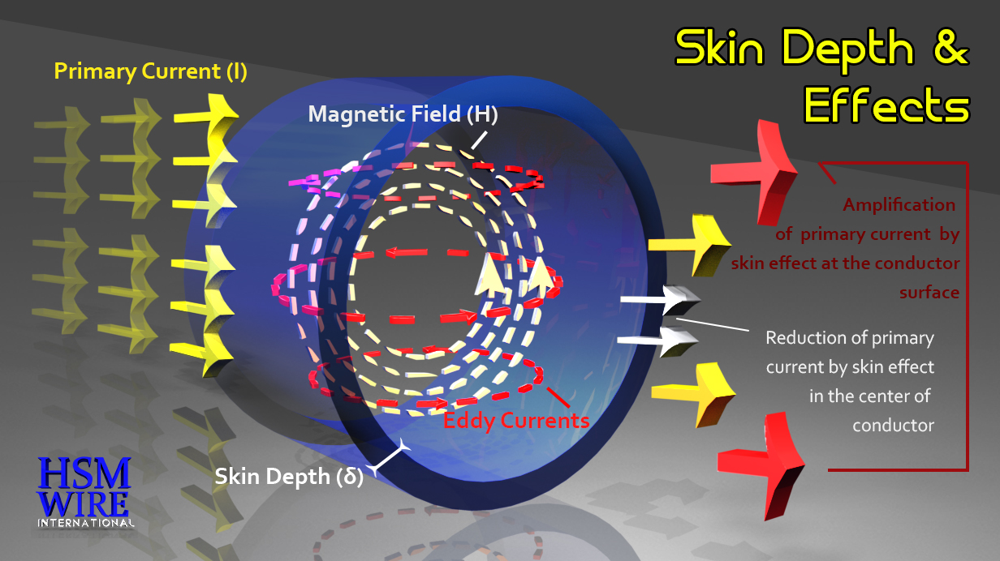 Skin Depth &
Effects
Primary Current (I)
Magnetic Field (H)
Amplification
of primary current by
skin effect at the conductor
surface
Reduction of primary
current by skin effect
in the center of
conductor
Eddy Currents
Skin Depth (δ)
HSM
WIRE
INTERNATIONAL